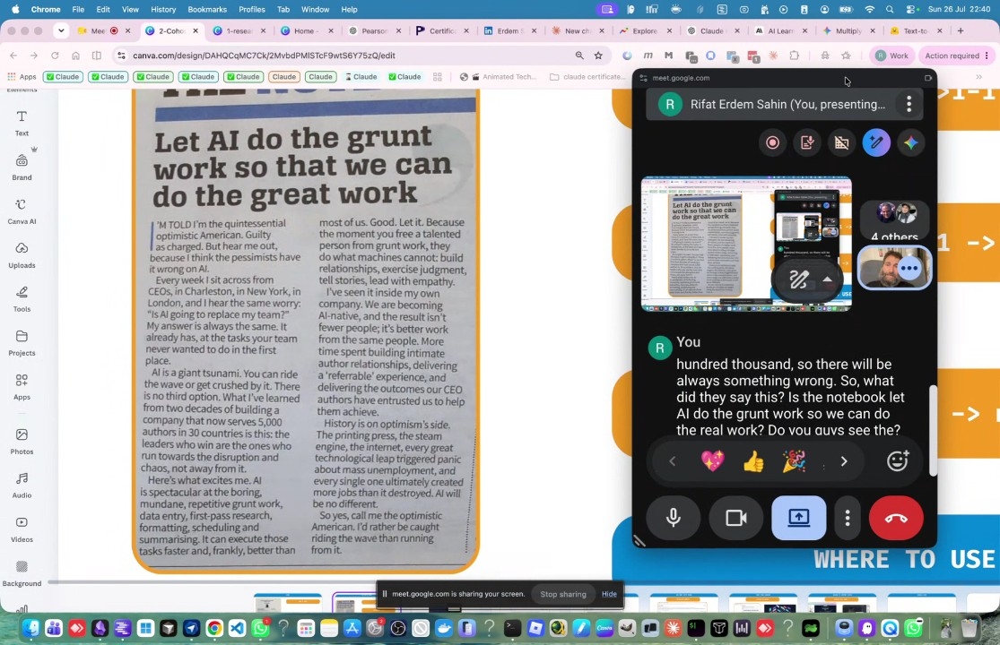 Chrome File Edit View History Bookmarks Profiles Tab Window Help
Sun 26 Jul 22:40
Mee
2-Coho
1-resea
Home -
Pearson
Certific
Erdem S
New ch
Explore
Claude
AI Lear
Multiply
Text-to
canva.com/design/DAHQCqMC7Ck/2MvbdPMlSTcF9wtS6Y75zQ/edit
Work
Action required
Apps
Claude
Claude
Claude
Claude
Claude
Claude
Claude
Claude
Claude
Animated Tech...
claude certificate...
Elements
Text
Brand
Canva AI
Uploads
Tools
Projects
Apps
Photos
Audio
Videos
Background
Let AI do the grunt
work so that we can
do the great work
I'M TOLD I'm the quintessential
optimistic American. Guilty
as charged. But hear me out,
because I think the pessimists have
it wrong on AI.
Every week I sit across from
CEOs, in Charleston, in New York, in
London, and I hear the same worry:
"is AI going to replace my team?"
My answer is always the same. It
already has, at the tasks your team
never wanted to do in the first
place.
AI is a giant tsunami. You can ride
the wave or get crushed by it. There
is no third option. What I've learned
from two decades of building a
company that now serves 5,000
authors in 30 countries is this: the
leaders who win are the ones who
run towards the disruption and
chaos, not away from it.
Here's what excites me. AI
is spectacular at the boring,
mundane, repetitive grunt work,
data entry, first-pass research,
formatting, scheduling and
summarising. It can execute those
tasks faster and, frankly, better than
most of us. Good. Let it. Because
the moment you free a talented
person from grunt work, they
do what machines cannot: build
relationships, exercise judgment,
tell stories, lead with empathy.
I've seen it inside my own
company. We are becoming
AI-native, and the result isn't
fewer people; it's better work
from the same people. More
time spent building intimate
author relationships, delivering
a 'referrable' experience, and
delivering the outcomes our CEO
authors have entrusted us to help
them achieve.
History is on optimism's side.
The printing press, the steam
engine, the internet, every great
technological leap triggered panic
about mass unemployment, and
every single one ultimately created
more jobs than it destroyed. AI will
be no different.
So yes, call me the optimistic
American. I'd rather be caught
riding the wave than running
from it.
meet.google.com
R
Rifat Erdem Sahin (You, presenting...
Let AI do the grunt
work so that we can
do the great work
4 others
R
You
hundred thousand, so there will be
always something wrong. So, what
did they say this? Is the notebook let
AI do the grunt work so we can do
the real work? Do you guys see the?
>1-1
1 ->
->
WHERE TO USE
meet.google.com is sharing your screen.
Stop sharing
Hide